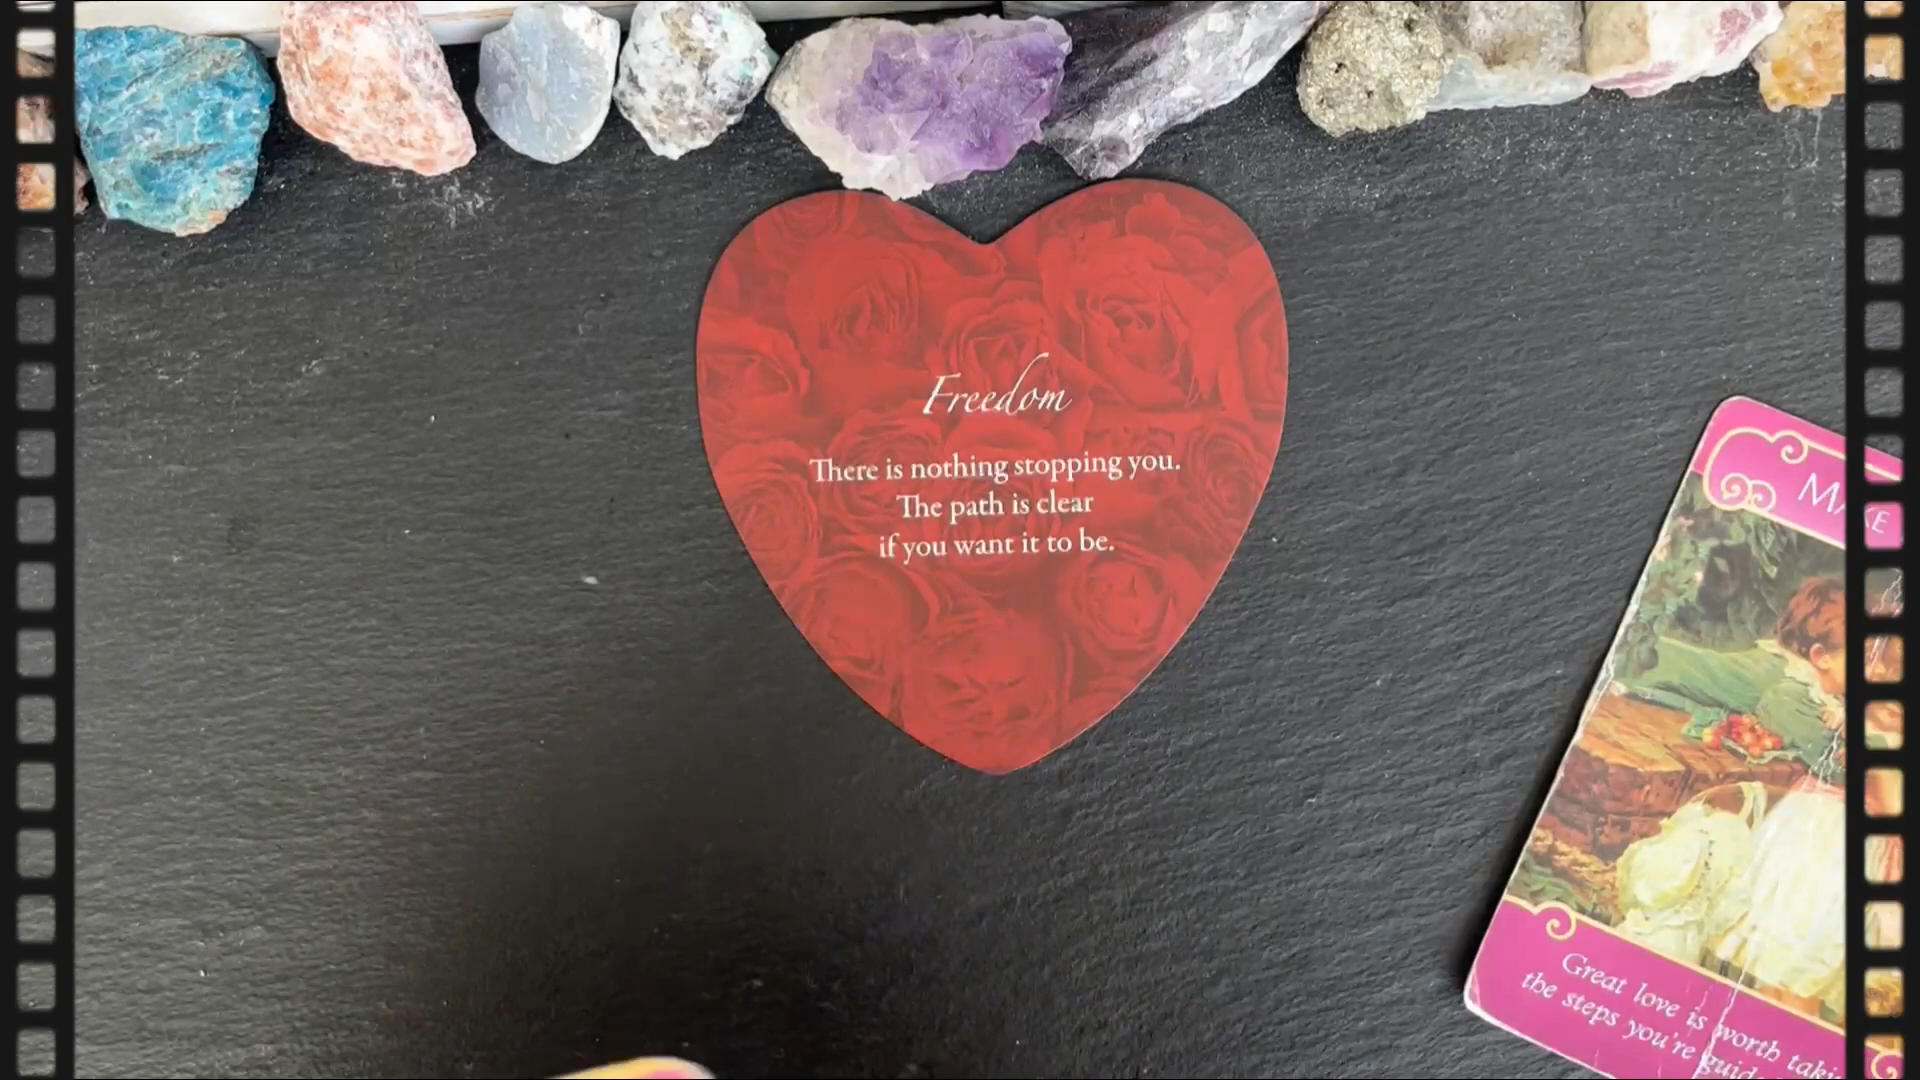 Freedom
There is nothing stopping you.
The path is clear
if you want it to be.
Great love is worth
the steps you're